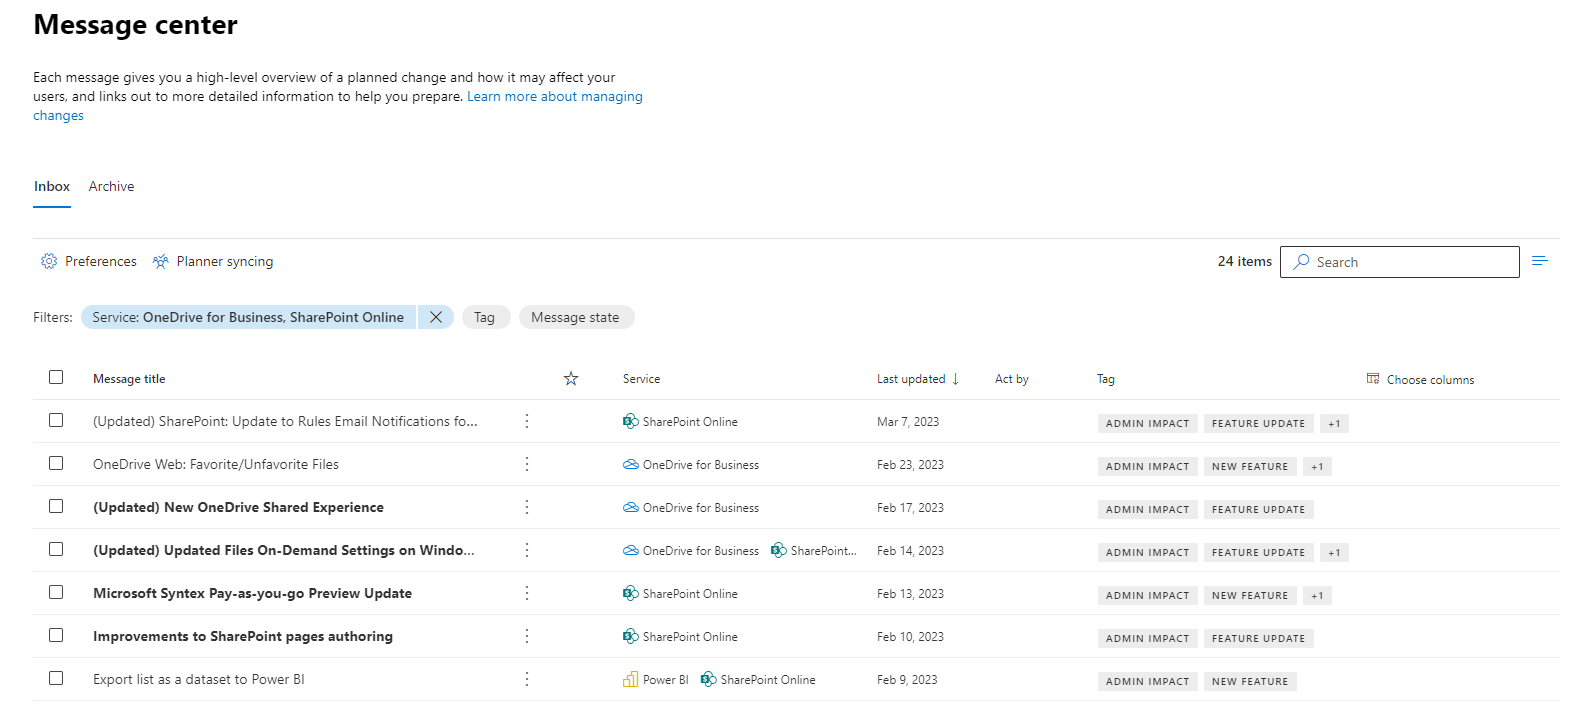 Message center
Each message gives you a high-level overview of a planned change and how it may affect your
users, and links out to more detailed information to help you prepare. Learn more about managing
changes
Inbox Archive
Preferences Planner syncing 24 items Search
Filters: Service: OneDrive for Business, SharePoint Online Tag Message state
Message title Service Last updated ↓ Act by Tag Choose columns
(Updated) SharePoint: Update to Rules Email Notifications fo... SharePoint Online Mar 7, 2023 ADMIN IMPACT FEATURE UPDATE +1
OneDrive Web: Favorite/Unfavorite Files OneDrive for Business Feb 23, 2023 ADMIN IMPACT NEW FEATURE +1
(Updated) New OneDrive Shared Experience OneDrive for Business Feb 17, 2023 ADMIN IMPACT FEATURE UPDATE
(Updated) Updated Files On-Demand Settings on Windo... OneDrive for Business SharePoint... Feb 14, 2023 ADMIN IMPACT FEATURE UPDATE +1
Microsoft Syntex Pay-as-you-go Preview Update SharePoint Online Feb 13, 2023 ADMIN IMPACT NEW FEATURE +1
Improvements to SharePoint pages authoring SharePoint Online Feb 10, 2023 ADMIN IMPACT FEATURE UPDATE
Export list as a dataset to Power BI Power BI SharePoint Online Feb 9, 2023 ADMIN IMPACT NEW FEATURE